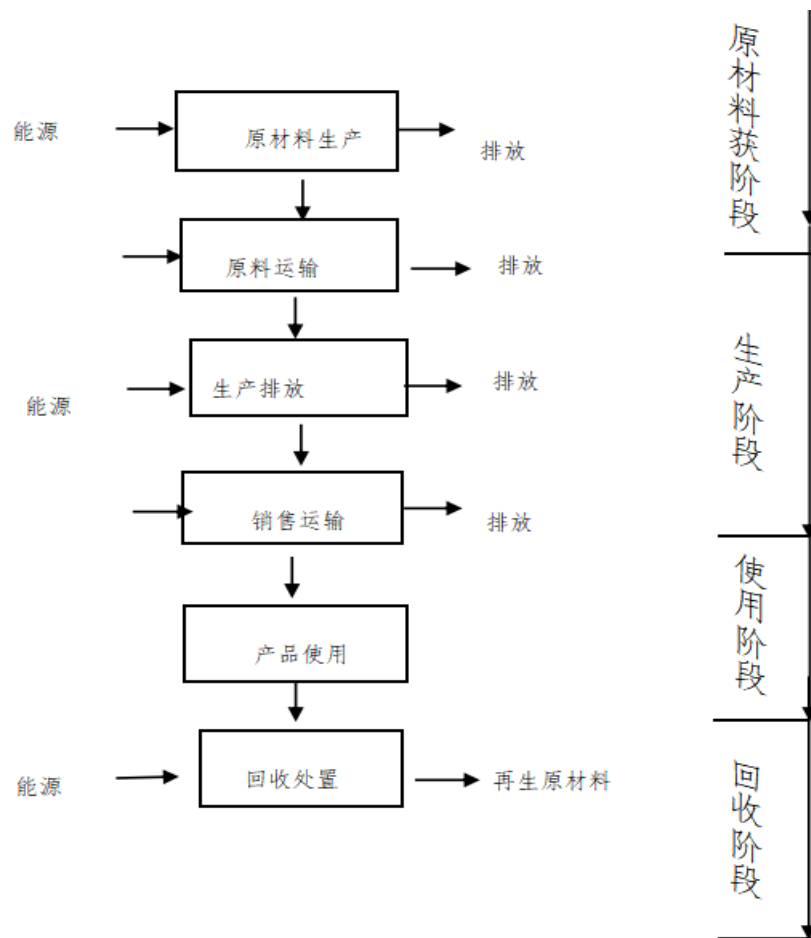 能源
原材料生产
排放
原料运输
排放
能源
生产排放
排放
销售运输
排放
产品使用
能源
回收处置
再生原材料
原材料获阶段
生产阶段
使用阶段
回收阶段